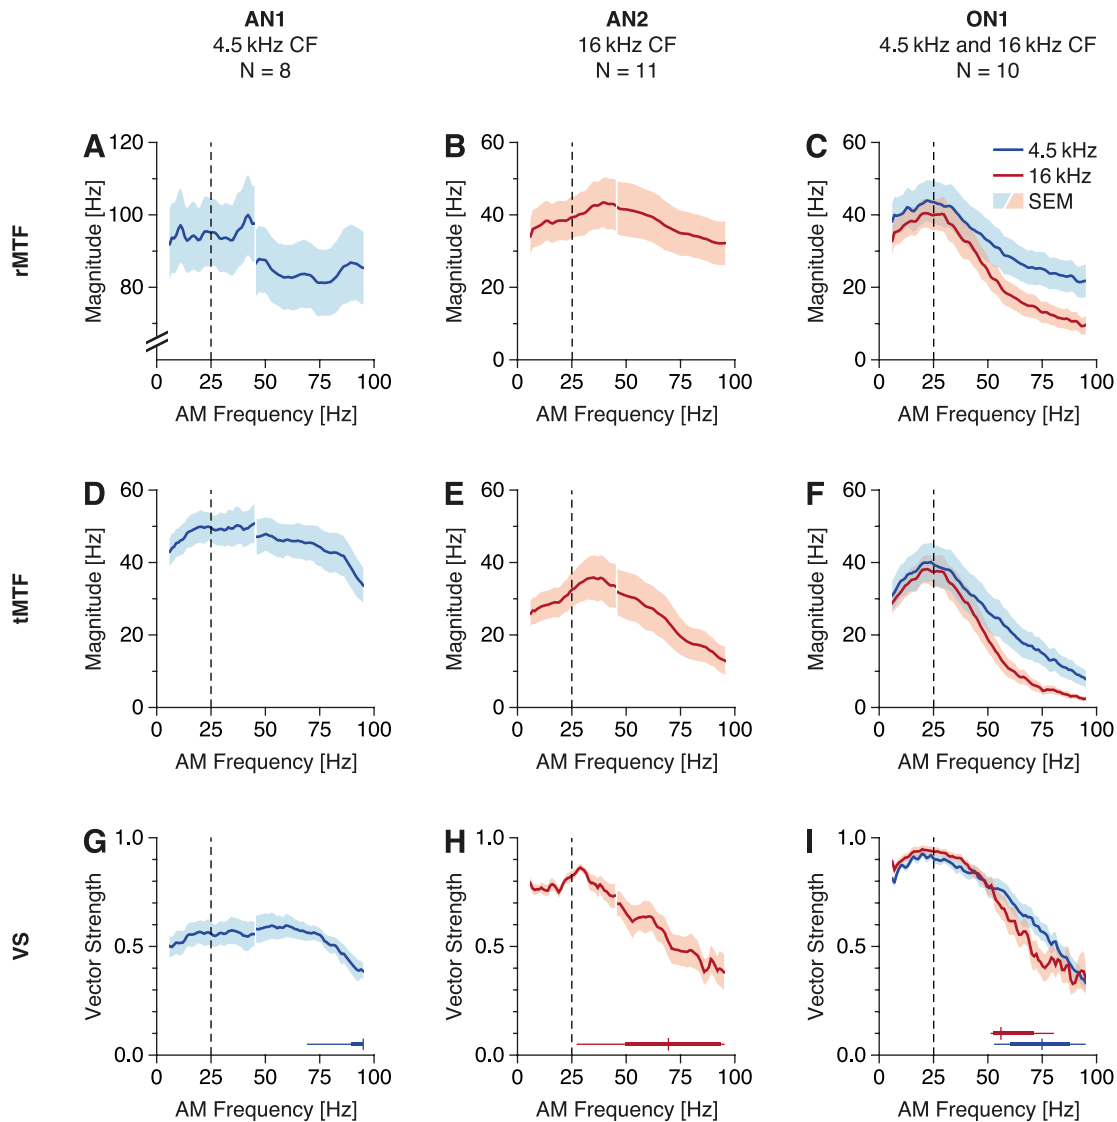 AN1
4.5 kHz CF
N = 8
AN2
16 kHz CF
N = 11
ON1
4.5 kHz and 16 kHz CF
N = 10
rMTF
A
120
100
80
Magnitude [Hz]
0 25 50 75 100
AM Frequency [Hz]
B
60
40
20
0
Magnitude [Hz]
0 25 50 75 100
AM Frequency [Hz]
C
60
40
20
0
Magnitude [Hz]
4.5 kHz
16 kHz
SEM
0 25 50 75 100
AM Frequency [Hz]
tMTF
D
60
40
20
0
Magnitude [Hz]
0 25 50 75 100
AM Frequency [Hz]
E
60
40
20
0
Magnitude [Hz]
0 25 50 75 100
AM Frequency [Hz]
F
60
40
20
0
Magnitude [Hz]
0 25 50 75 100
AM Frequency [Hz]
VS
G
1.0
0.5
0.0
Vector Strength
0 25 50 75 100
AM Frequency [Hz]
H
1.0
0.5
0.0
Vector Strength
0 25 50 75 100
AM Frequency [Hz]
I
1.0
0.5
0.0
Vector Strength
0 25 50 75 100
AM Frequency [Hz]